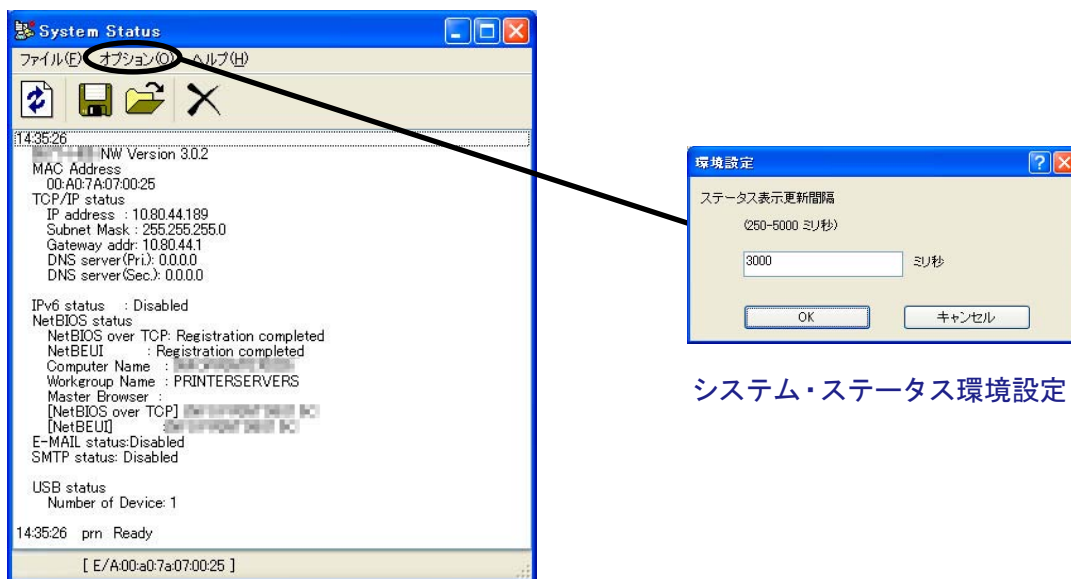 System Status
ファイル(F) オプション(O) ヘルプ(H)
14:35:26
NW Version 3.0.2
MAC Address
00:A0:7A:07:00:25
TCP/IP status
IP address : 10.80.44.189
Subnet Mask : 255.255.255.0
Gateway addr: 10.80.44.1
DNS server(Pri.): 0.0.0.0
DNS server(Sec.): 0.0.0.0
IPv6 status : Disabled
NetBIOS status
NetBIOS over TCP: Registration completed
NetBEUI : Registration completed
Computer Name :
Workgroup Name : PRINTERSERVERS
Master Browser :
[NetBIOS over TCP]
[NetBEUI] :
E-MAIL status:Disabled
SMTP status: Disabled
USB status
Number of Device: 1
14:35:26 prn Ready
[ E/A:00:a0:7a:07:00:25 ]
環境設定
ステータス表示更新間隔
(250-5000 ミリ秒)
3000 ミリ秒
OK キャンセル
システム・ステータス環境設定